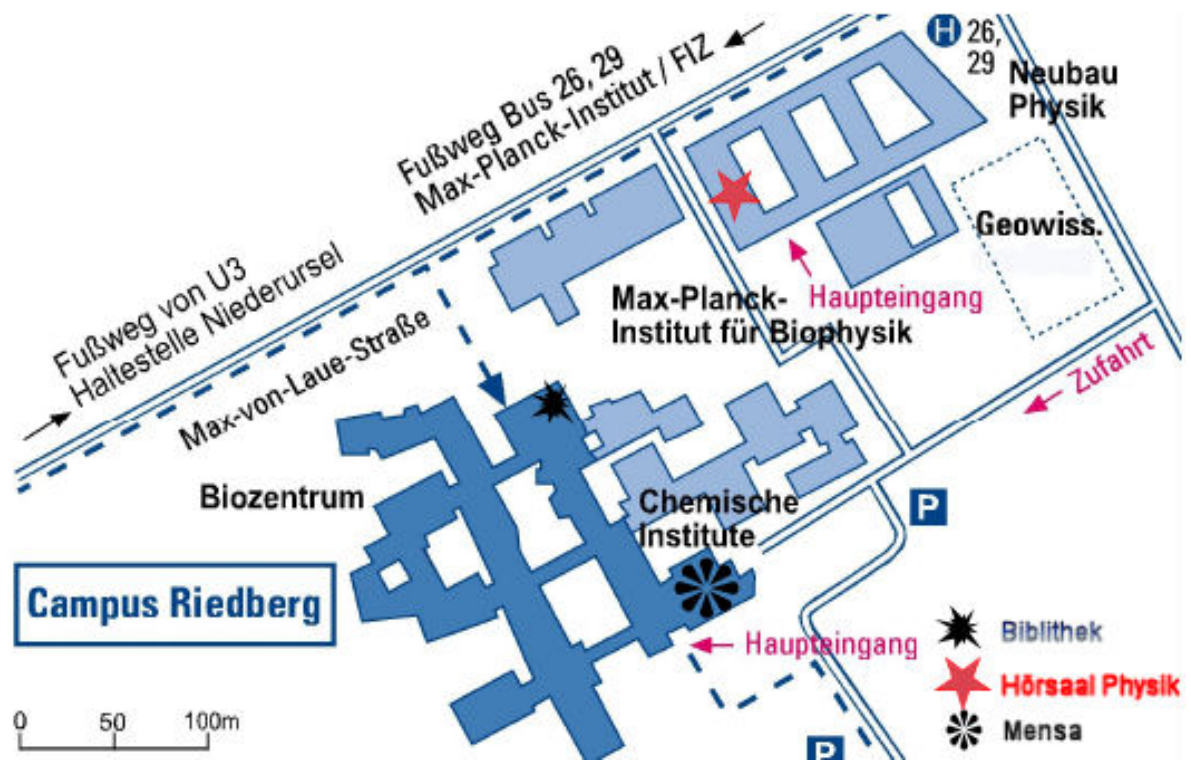 H 26,
29
Neubau
Physik
Fußweg Bus 26, 29
Max-Planck-Institut / FIZ
Geowiss.
Fußweg von U3
Haltestelle Niederursel
Max-von-Laue-Straße
Max-Planck-
Institut für Biophysik
Haupteingang
Zufahrt
Biozentrum
Chemische
Institute
P
Campus Riedberg
Haupteingang
Biblithek
Hörsaal Physik
Mensa
0 50 100m
P